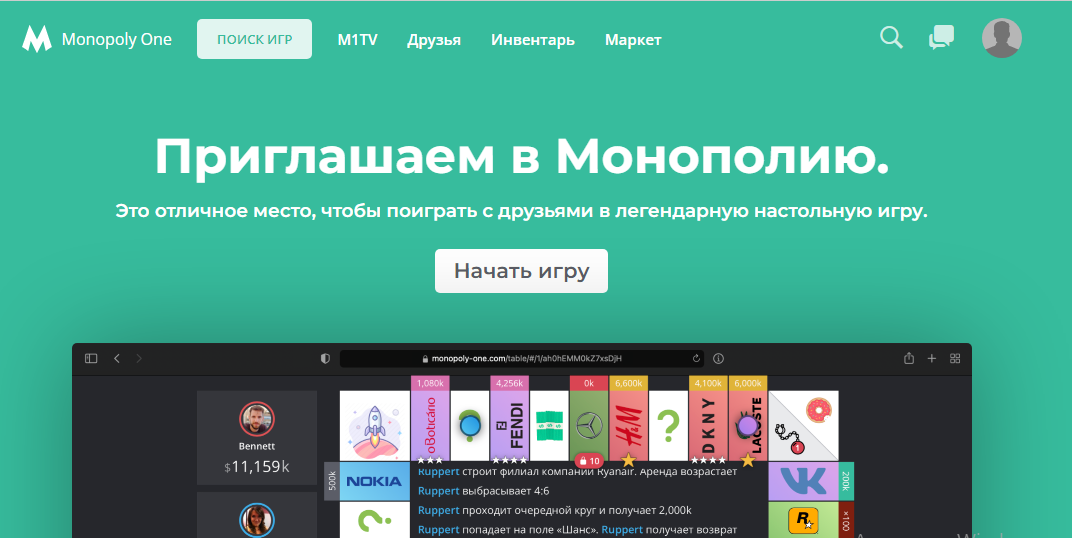 Monopoly One
ПОИСК ИГР
M1TV
Друзья
Инвентарь
Маркет
Приглашаем в Монополию.
Это отличное место, чтобы поиграть с друзьями в легендарную настольную игру.
Начать игру
monopoly-one.com/table/#/1/ah0hEMM0kZ7xsDjH
1,080k
4,256k
0k
6,600k
4,100k
6,000k
oBoticário
FENDI
H&M
?
DKNY
LACOSTE
1
Bennett
$11,159k
10
500k
NOKIA
Ruppert строит филиал компании Ryanair. Аренда возрастает
Ruppert выбрасывает 4:6
Ruppert проходит очередной круг и получает 2,000k
Ruppert попадает на поле «Шанс». Ruppert получает возврат
200k
R
×100